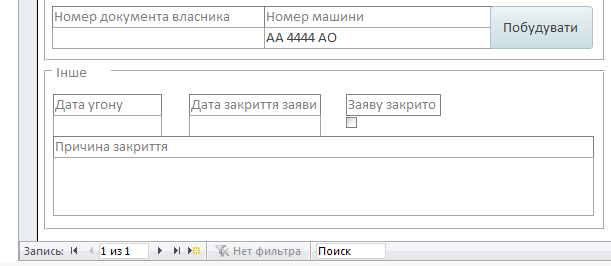 Номер документа власника Номер машини
АА 4444 АО
Побудувати
Інше
Дата угону Дата закриття заяви Заяву закрито
Причина закриття
Запись: 1 из 1 Нет фильтра Поиск